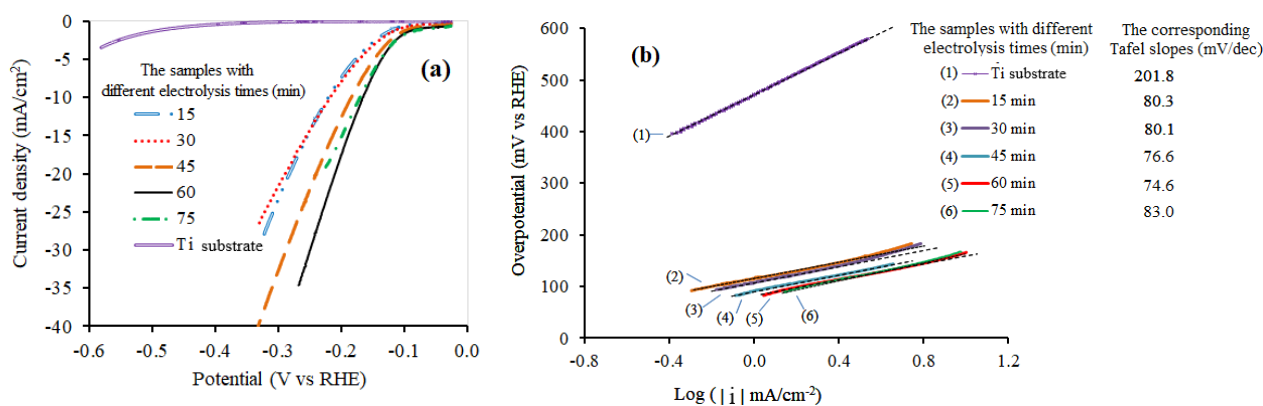 (a)
The samples with
different electrolysis times (min)
15
30
45
60
75
Ti substrate
Current density (mA/cm²)
0
-5
-10
-15
-20
-25
-30
-35
-40
-0.6
-0.5
-0.4
-0.3
-0.2
-0.1
0.0
Potential (V vs RHE)
(b)
The samples with different
electrolysis times (min)
The corresponding
Tafel slopes (mV/dec)
(1) Ti substrate 201.8
(2) 15 min 80.3
(3) 30 min 80.1
(4) 45 min 76.6
(5) 60 min 74.6
(6) 75 min 83.0
(1)
(2)
(3)
(4)
(5)
(6)
Overpotential (mV vs RHE)
600
500
400
300
200
100
0
-0.8
-0.4
0.0
0.4
0.8
1.2
Log (|i| mA/cm⁻²)